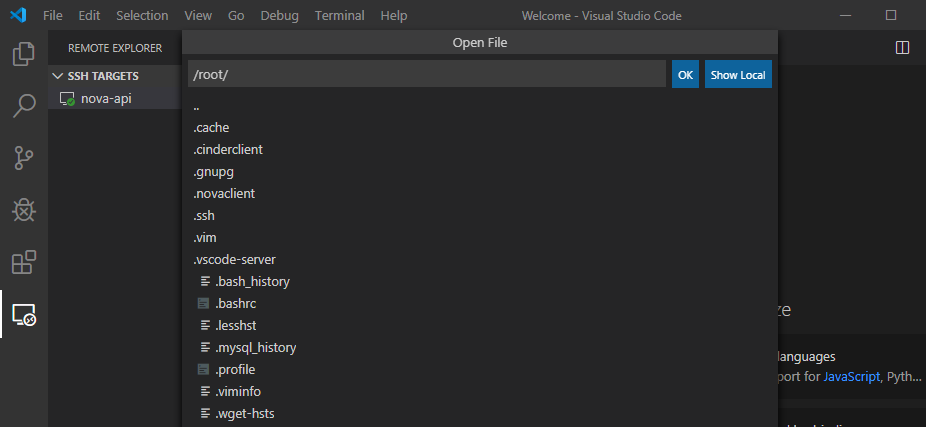 File Edit Selection View Go Debug Terminal Help Welcome - Visual Studio Code
REMOTE EXPLORER
Open File
SSH TARGETS
nova-api
/root/ OK Show Local
..
.cache
.cinderclient
.gnupg
.novaclient
.ssh
.vim
.vscode-server
.bash_history
.bashrc
.lesshst
.mysql_history
.profile
.viminfo
.wget-hsts
ze
languages
port for JavaScript, Pyth...